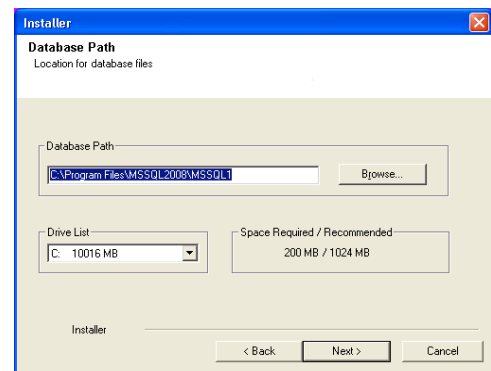 Installer
Database Path
Location for database files
Database Path
C:\Program Files\MSSQL2008\MSSQL1
Browse...
Drive List
C: 10016 MB
Space Required / Recommended
200 MB / 1024 MB
Installer
< Back
Next >
Cancel